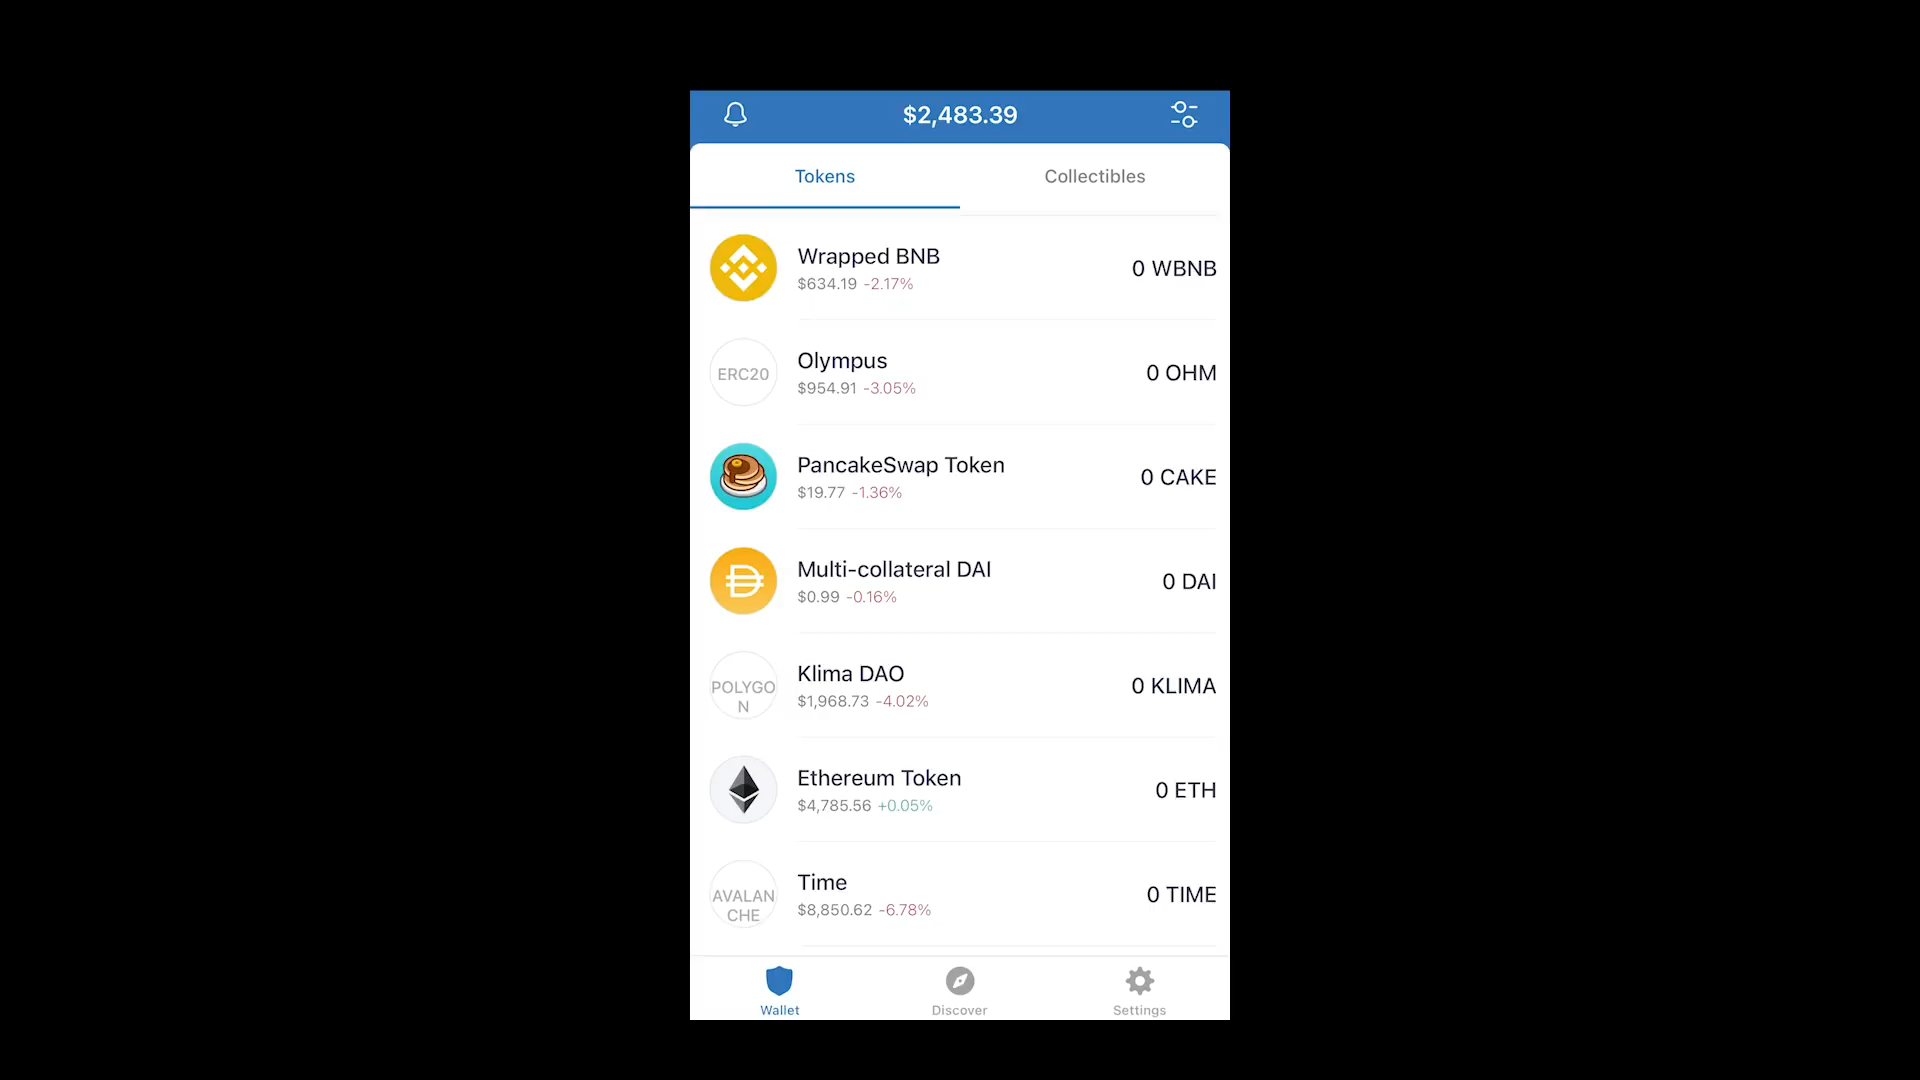 $2,483.39
Tokens
Collectibles
Wrapped BNB
$634.19 -2.17%
0 WBNB
ERC20
Olympus
$954.91 -3.05%
0 OHM
PancakeSwap Token
$19.77 -1.36%
0 CAKE
Multi-collateral DAI
$0.99 -0.16%
0 DAI
POLYGO
N
Klima DAO
$1,968.73 -4.02%
0 KLIMA
Ethereum Token
$4,785.56 +0.05%
0 ETH
AVALAN
CHE
Time
$8,850.62 -6.78%
0 TIME
Wallet
Discover
Settings